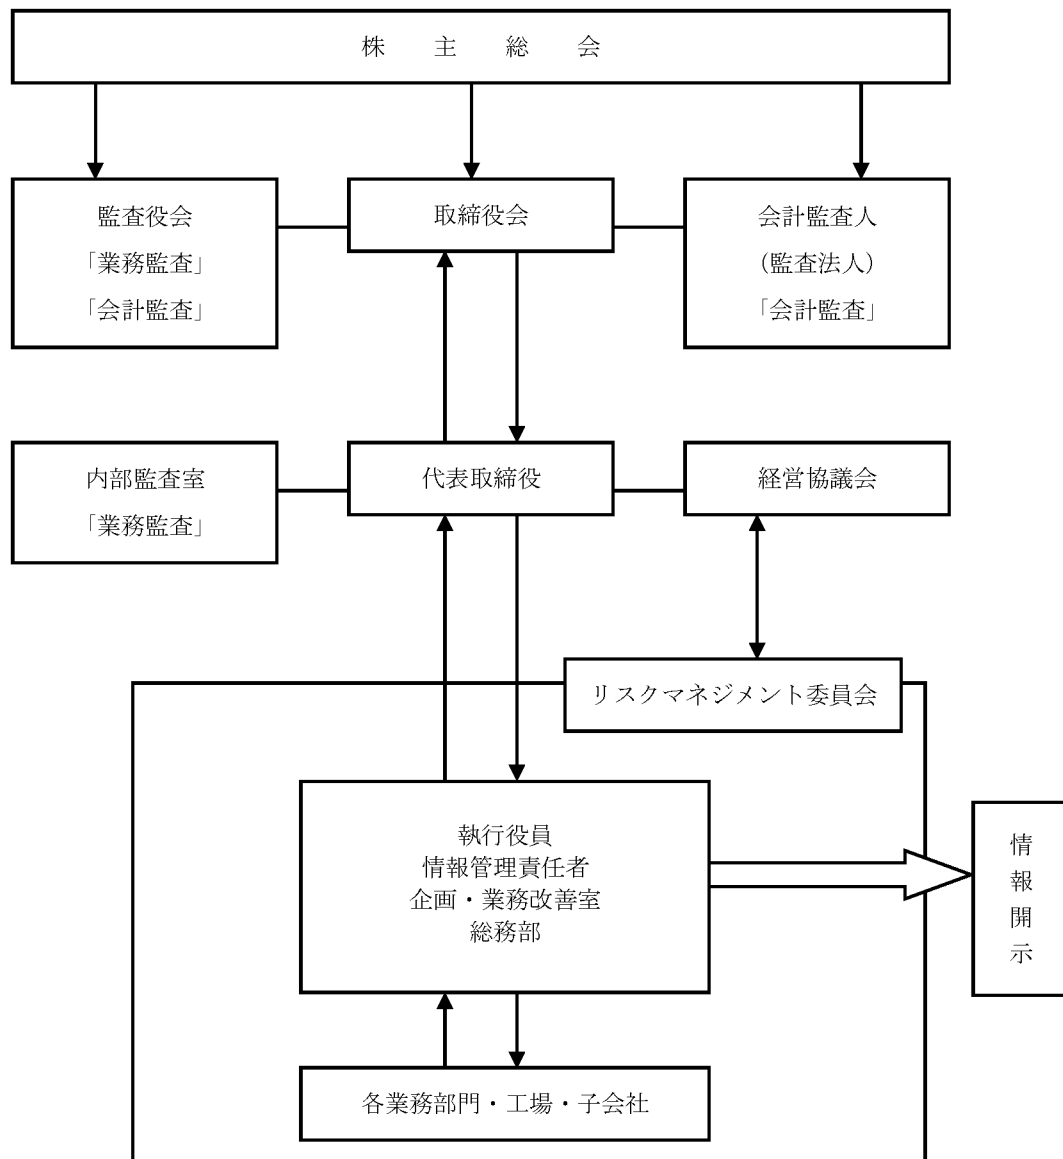 株主総会
監査役会
「業務監査」
「会計監査」
取締役会
会計監査人
（監査法人）
「会計監査」
内部監査室
「業務監査」
代表取締役
経営協議会
リスクマネジメント委員会
執行役員
情報管理責任者
企画・業務改善室
総務部
情報開示
各業務部門・工場・子会社